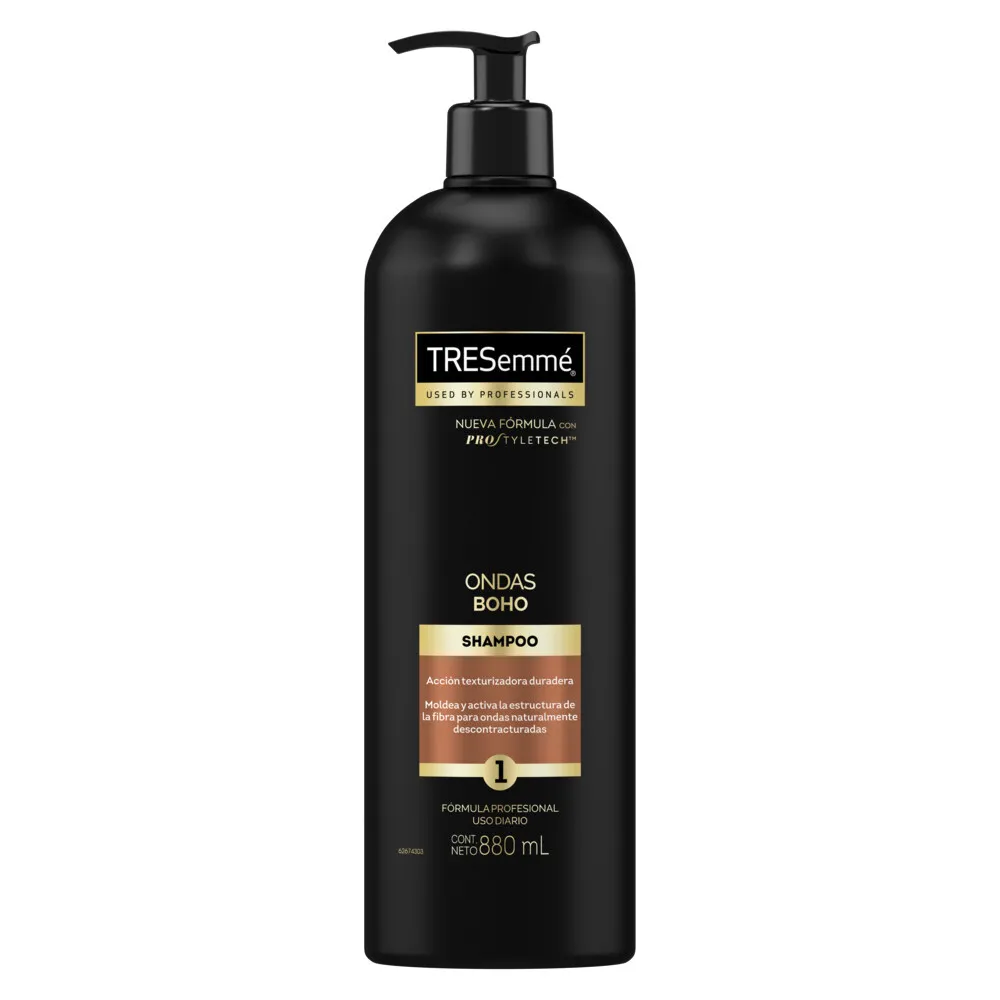 TRESemmé®
USED BY PROFESSIONALS
NUEVA FÓRMULA CON
PROSTYLETECH™
ONDAS
BOHO
SHAMPOO
Acción texturizadora duradera
Moldea y activa la estructura de
la fibra para ondas naturalmente
descontracturadas
1
FÓRMULA PROFESIONAL
USO DIARIO
CONT.
NETO 880 mL
62674303